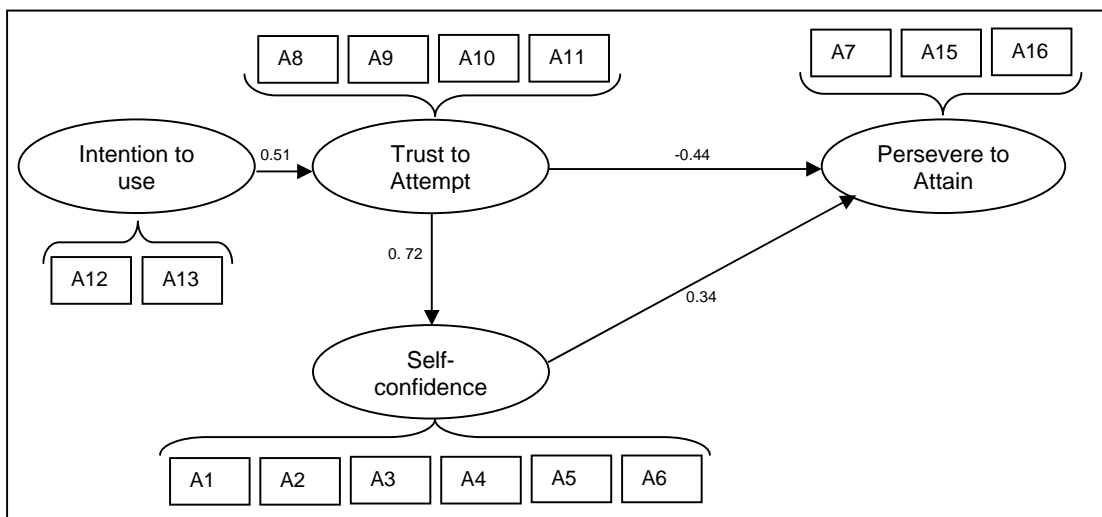 A8 A9 A10 A11
A7 A15 A16
Intention to
use
0.51
Trust to
Attempt
-0.44
Persevere to
Attain
A12 A13
0. 72
0.34
Self-
confidence
A1 A2 A3 A4 A5 A6